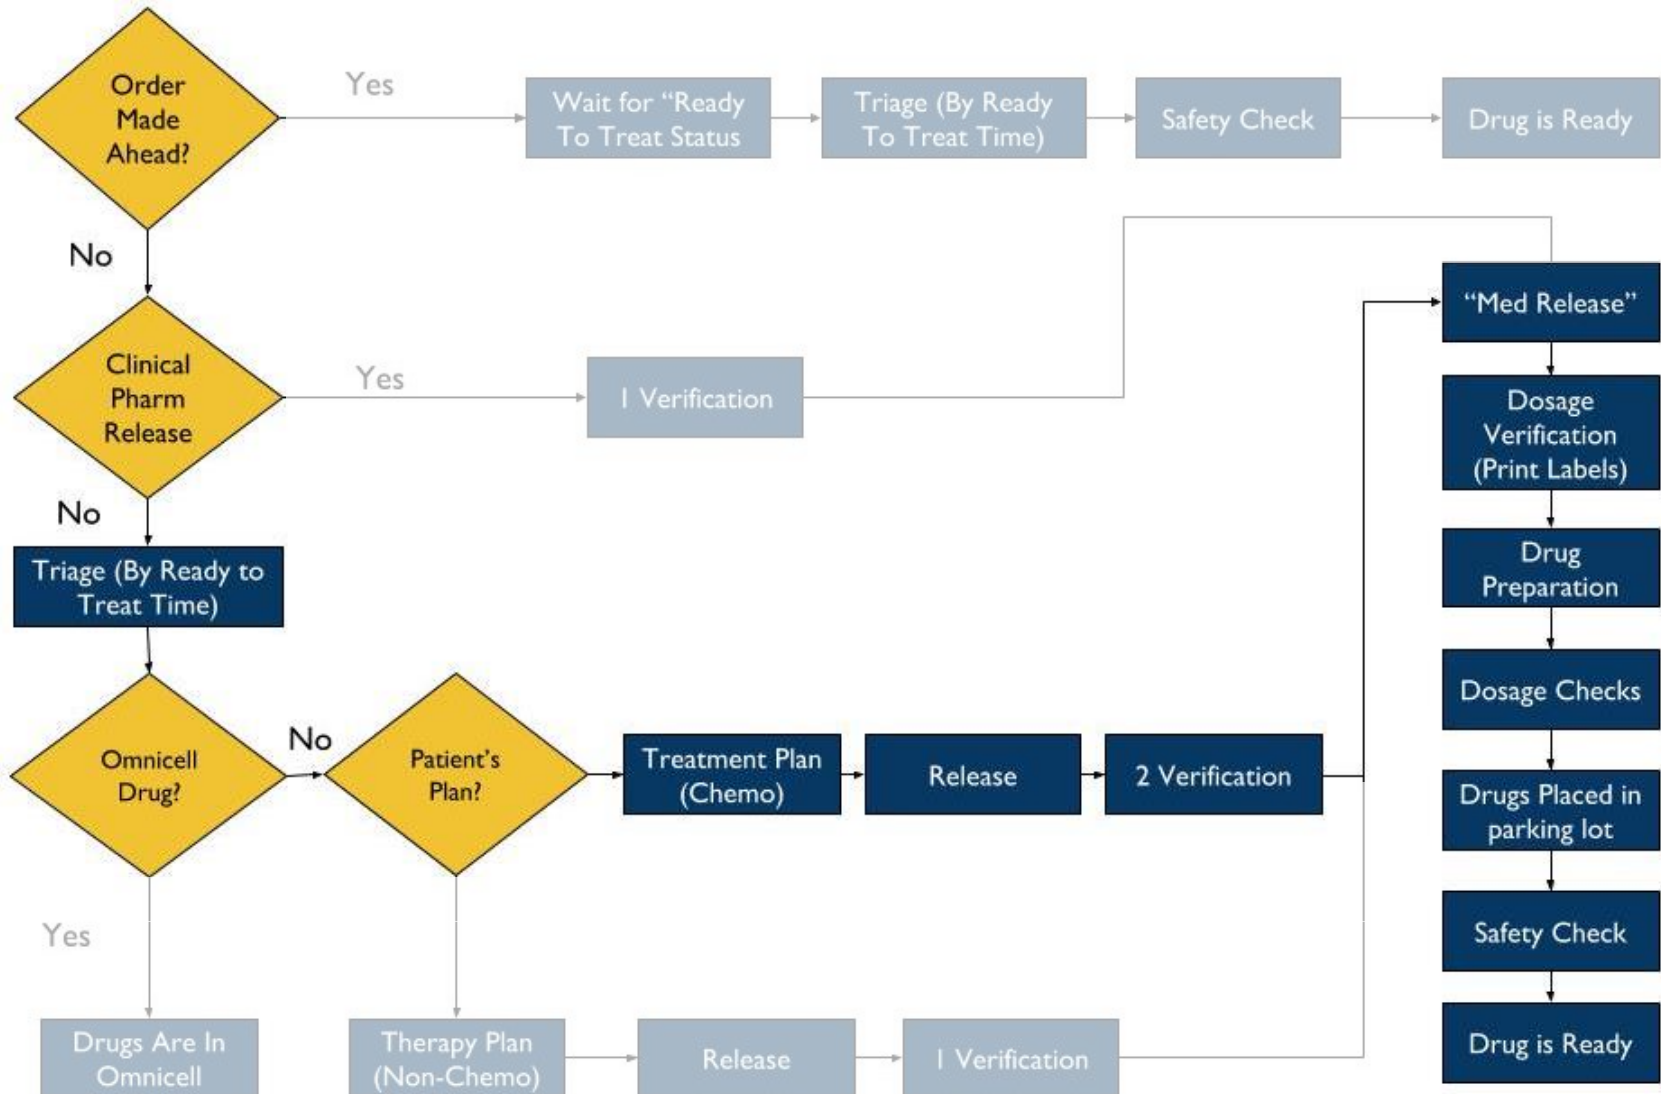 Order
Made
Ahead?
Yes
Wait for “Ready
To Treat Status
Triage (By Ready
To Treat Time)
Safety Check
Drug is Ready
No
Clinical
Pharm
Release
Yes
1 Verification
“Med Release”
Dosage
Verification
(Print Labels)
No
Triage (By Ready to
Treat Time)
Drug
Preparation
Dosage Checks
Omnicell
Drug?
No
Patient’s
Plan?
Treatment Plan
(Chemo)
Release
2 Verification
Drugs Placed in
parking lot
Yes
Safety Check
Drugs Are In
Omnicell
Therapy Plan
(Non-Chemo)
Release
1 Verification
Drug is Ready